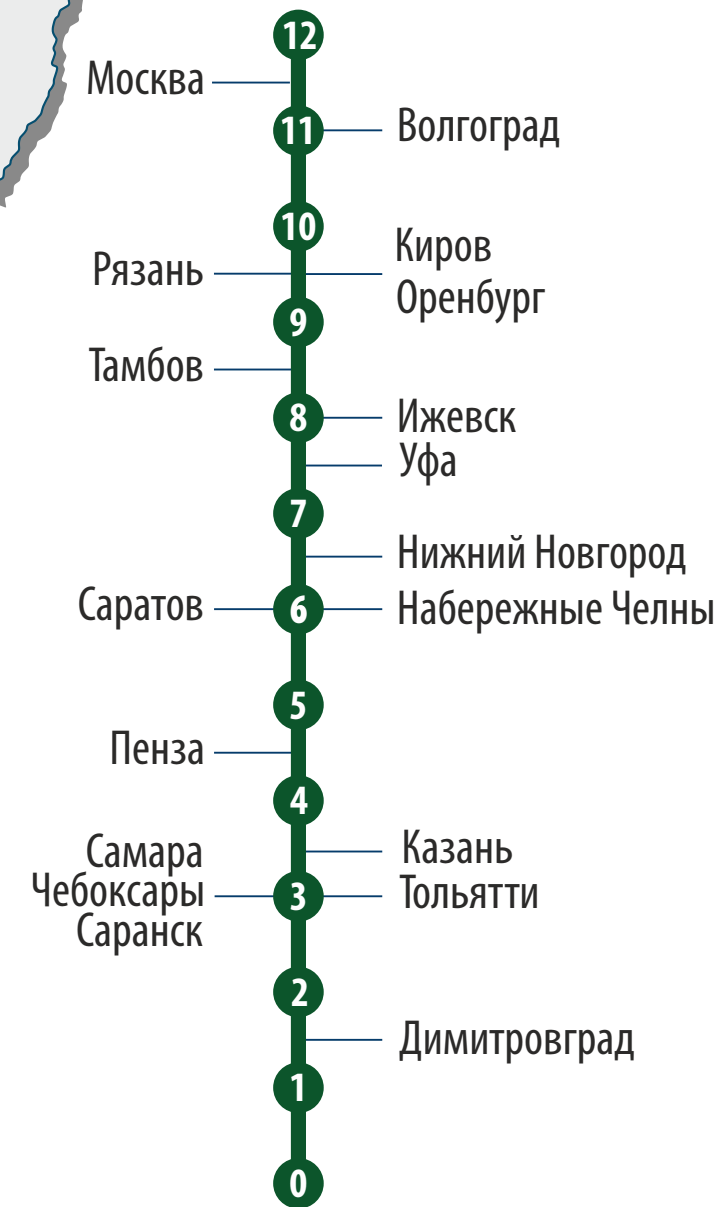 12
Москва
11
Волгоград
10
Киров
Рязань
Оренбург
9
Тамбов
8
Ижевск
Уфа
7
Нижний Новгород
Саратов
6
Набережные Челны
5
Пенза
4
Самара
Казань
Чебоксары
3
Тольятти
Саранск
2
Димитровград
1
0